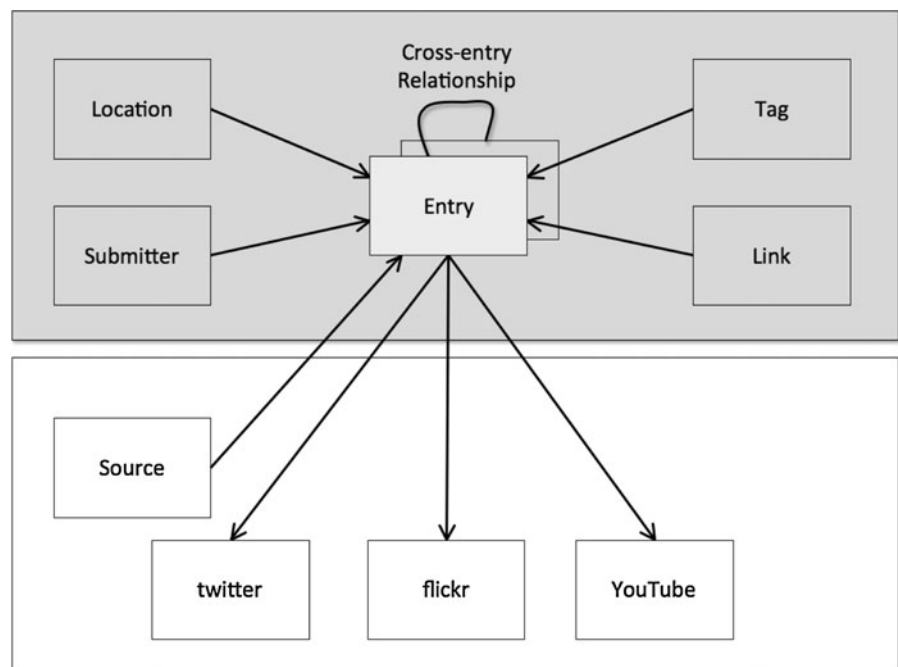 Cross-entry
Relationship
Location
Tag
Entry
Submitter
Link
Source
twitter
flickr
YouTube